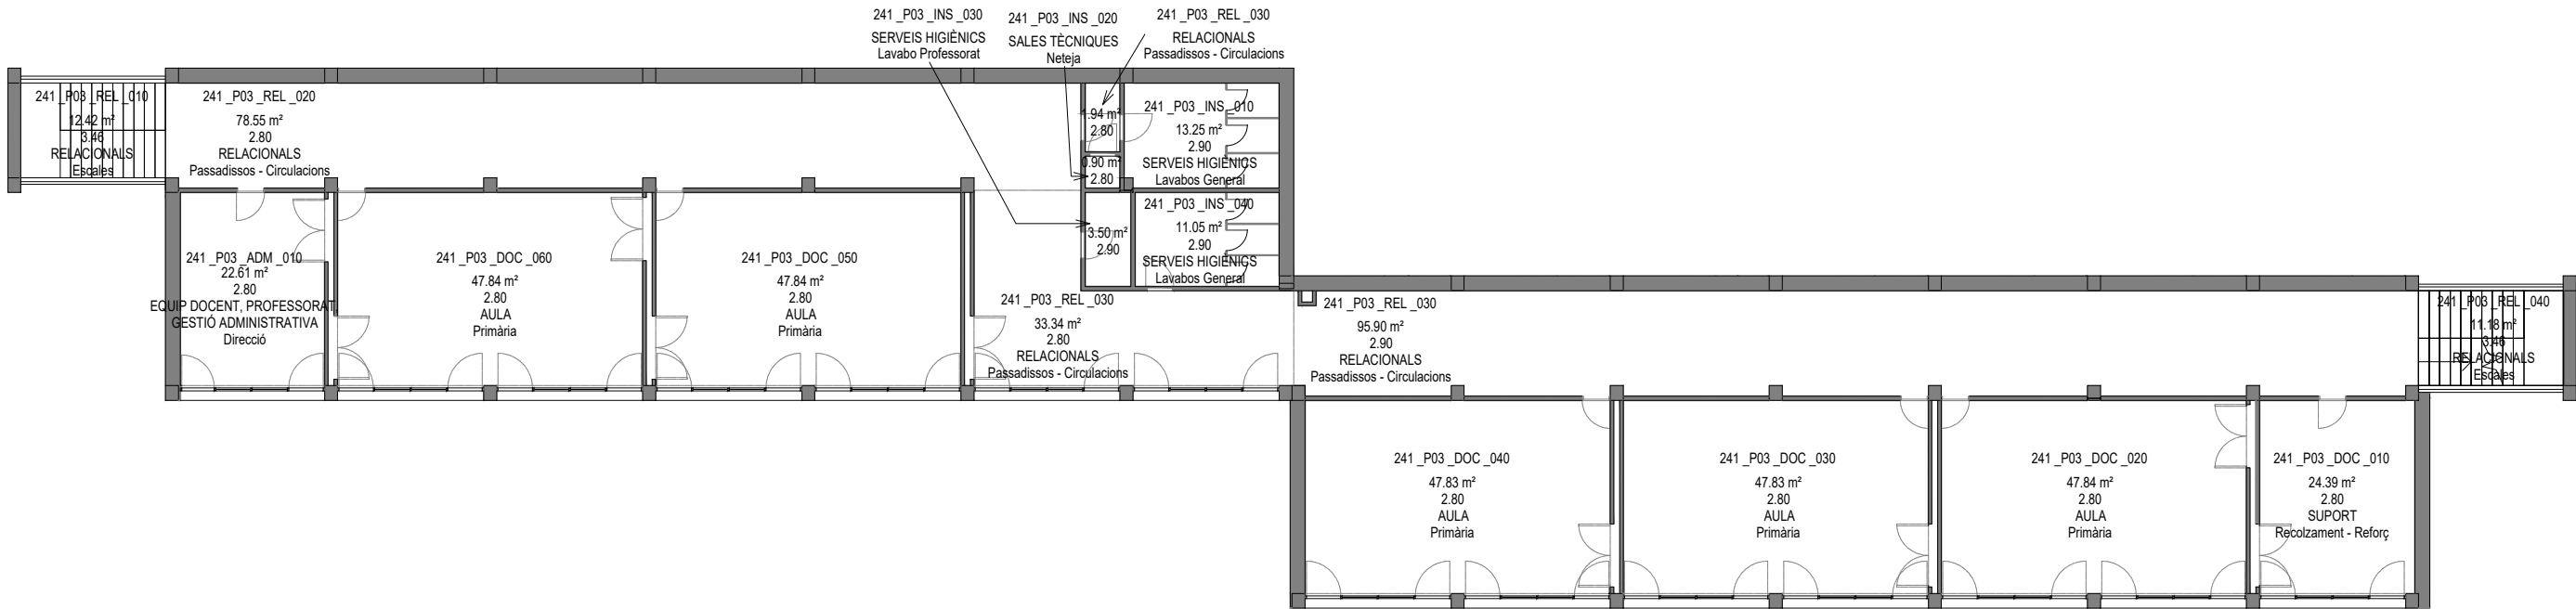 241 _P03 _INS _030
SERVEIS HIGIÈNICS
Lavabo Professorat
241 _P03 _INS _020
SALES TÈCNIQUES
Neteja
241 _P03 _REL _030
RELACIONALS
Passadissos - Circulacions
241 _P03 _REL _010
12.42 m²
3.46
RELACIONALS
Escales
241 _P03 _REL _020
78.55 m²
2.80
RELACIONALS
Passadissos - Circulacions
1.94 m²
2.80
0.90 m²
2.80
241 _P03 _INS _010
13.25 m²
2.90
SERVEIS HIGIÈNICS
Lavabos General
3.50 m²
2.90
241 _P03 _INS _040
11.05 m²
2.90
SERVEIS HIGIÈNICS
Lavabos General
241 _P03 _ADM _010
22.61 m²
2.80
EQUIP DOCENT, PROFESSORAT,
GESTIÓ ADMINISTRATIVA
Direcció
241 _P03 _DOC _060
47.84 m²
2.80
AULA
Primària
241 _P03 _DOC _050
47.84 m²
2.80
AULA
Primària
241 _P03 _REL _030
33.34 m²
2.80
RELACIONALS
Passadissos - Circulacions
241 _P03 _REL _030
95.90 m²
2.90
RELACIONALS
Passadissos - Circulacions
241 _P03 _REL _040
11.18 m²
3.46
RELACIONALS
Escales
241 _P03 _DOC _040
47.83 m²
2.80
AULA
Primària
241 _P03 _DOC _030
47.83 m²
2.80
AULA
Primària
241 _P03 _DOC _020
47.84 m²
2.80
AULA
Primària
241 _P03 _DOC _010
24.39 m²
2.80
SUPORT
Recolzament - Reforç